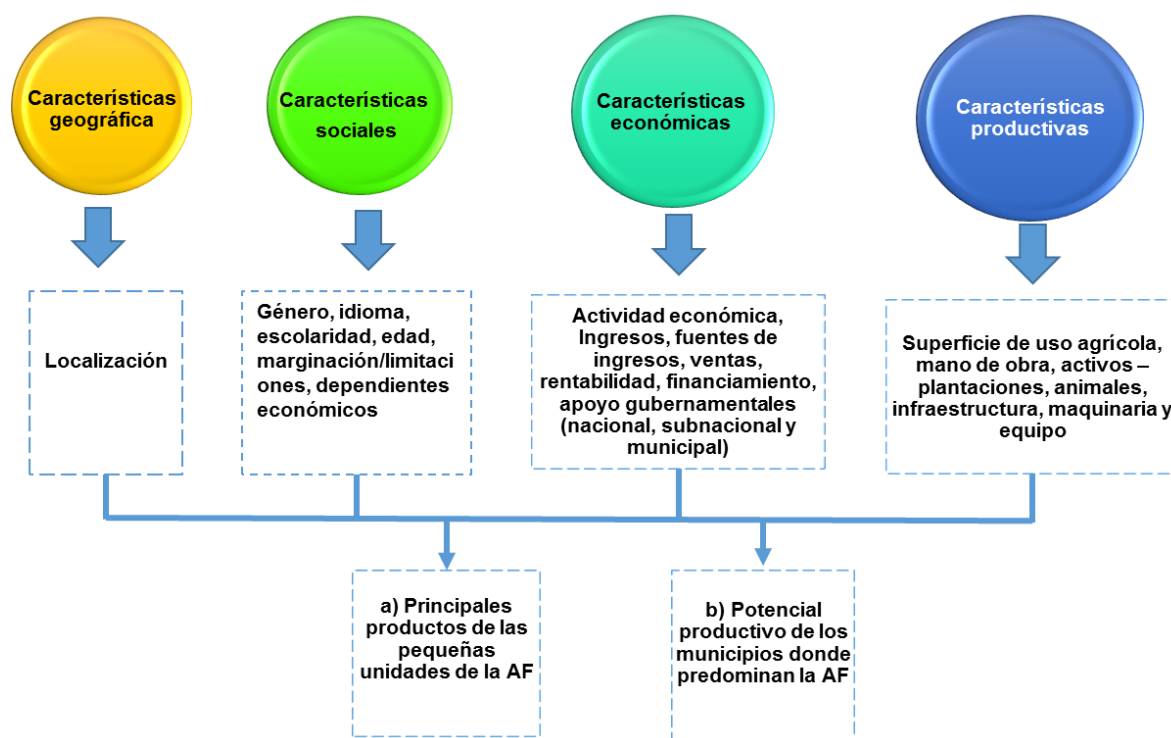 Características
geográfica
Características
sociales
Características
económicas
Características
productivas
Localización
Género, idioma,
escolaridad, edad,
marginación/limitaci
ones, dependientes
económicos
Actividad económica,
Ingresos, fuentes de
ingresos, ventas,
rentabilidad, financiamiento,
apoyo gubernamentales
(nacional, subnacional y
municipal)
Superficie de uso agrícola,
mano de obra, activos –
plantaciones, animales,
infraestructura, maquinaria y
equipo
a) Principales
productos de las
pequeñas
unidades de la AF
b) Potencial
productivo de los
municipios donde
predominan la AF